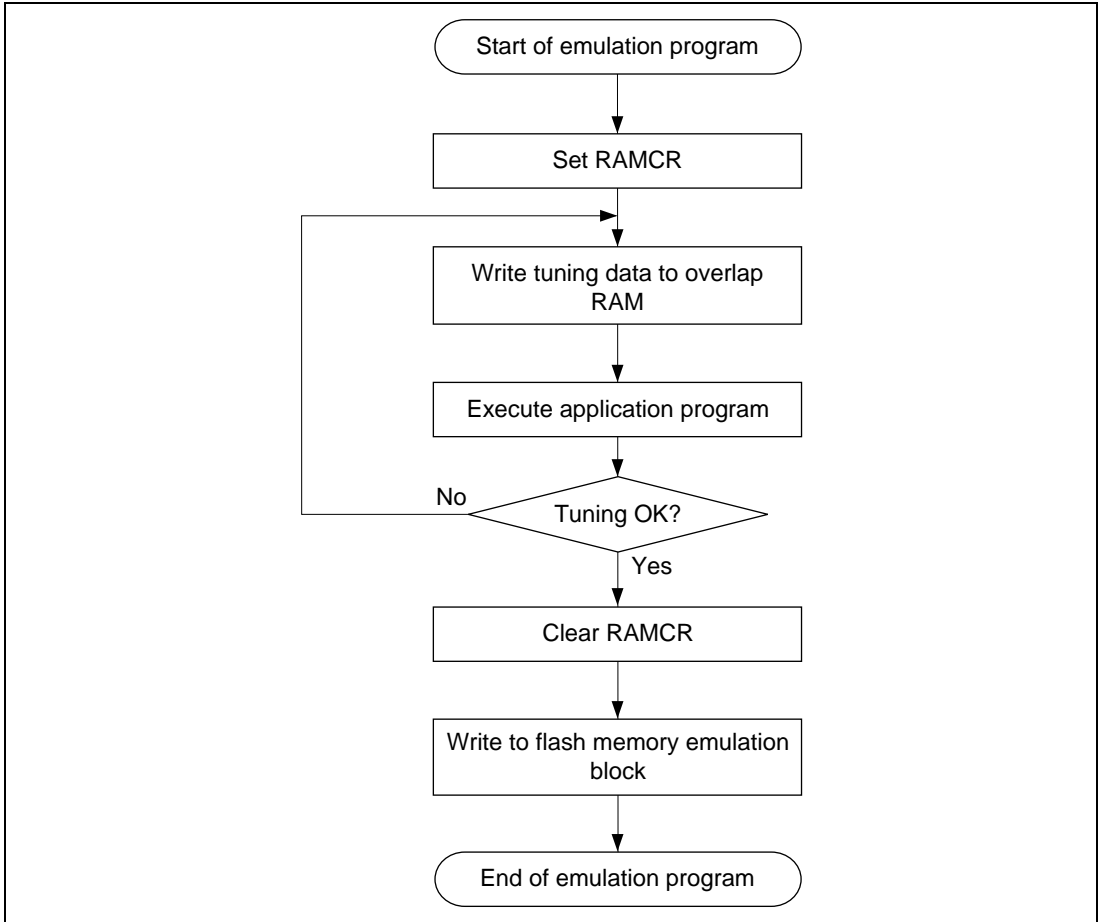 Start of emulation program
Set RAMCR
Write tuning data to overlap
RAM
Execute application program
No
Tuning OK?
Yes
Clear RAMCR
Write to flash memory emulation
block
End of emulation program